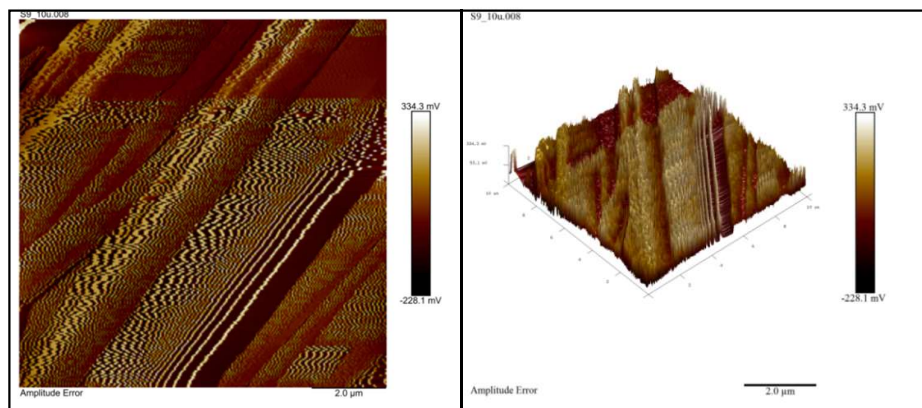 S9_10u.008
334.3 mV
-228.1 mV
Amplitude Error
2.0 µm
S9_10u.008
334.3 mV
-228.1 mV
Amplitude Error
2.0 µm